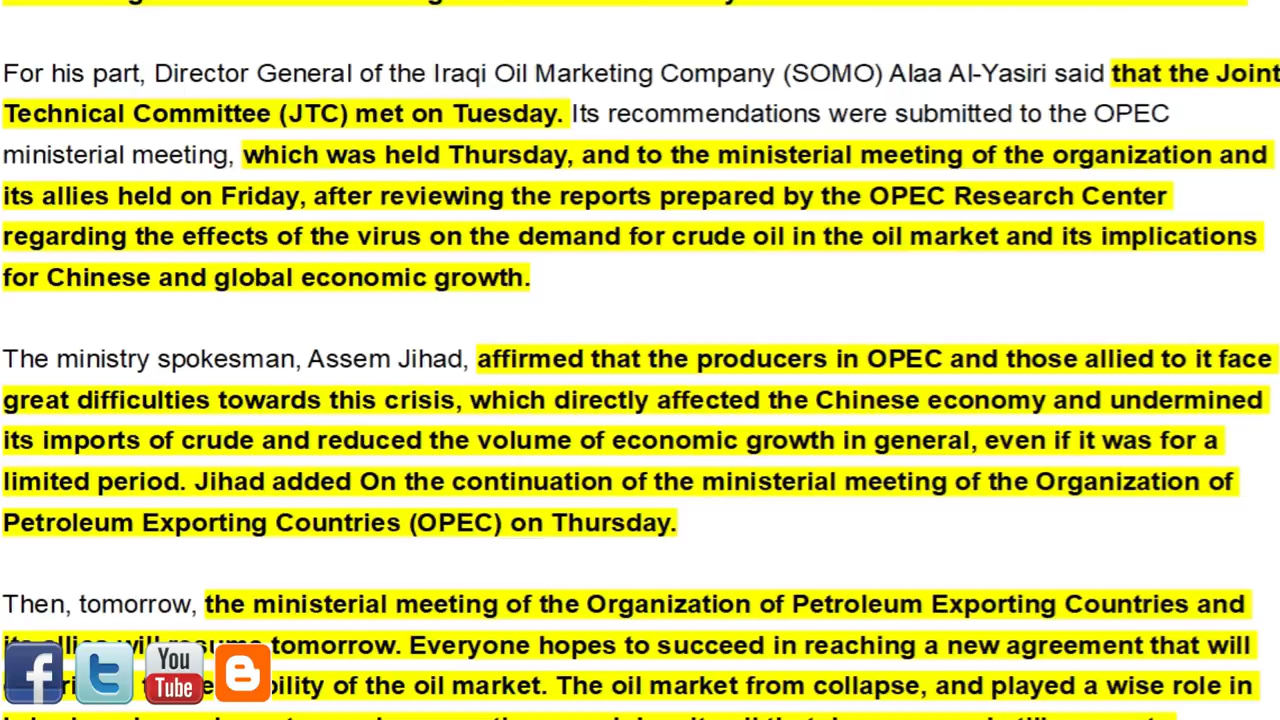 For his part, Director General of the Iraqi Oil Marketing Company (SOMO) Alaa Al-Yasiri said that the Joint
Technical Committee (JTC) met on Tuesday. Its recommendations were submitted to the OPEC
ministerial meeting, which was held Thursday, and to the ministerial meeting of the organization and
its allies held on Friday, after reviewing the reports prepared by the OPEC Research Center
regarding the effects of the virus on the demand for crude oil in the oil market and its implications
for Chinese and global economic growth.
The ministry spokesman, Assem Jihad, affirmed that the producers in OPEC and those allied to it face
great difficulties towards this crisis, which directly affected the Chinese economy and undermined
its imports of crude and reduced the volume of economic growth in general, even if it was for a
limited period. Jihad added On the continuation of the ministerial meeting of the Organization of
Petroleum Exporting Countries (OPEC) on Thursday.
Then, tomorrow, the ministerial meeting of the Organization of Petroleum Exporting Countries and
its allies will resume tomorrow. Everyone hopes to succeed in reaching a new agreement that will
of the oil market. The oil market from collapse, and played a wise role in
You
Tube